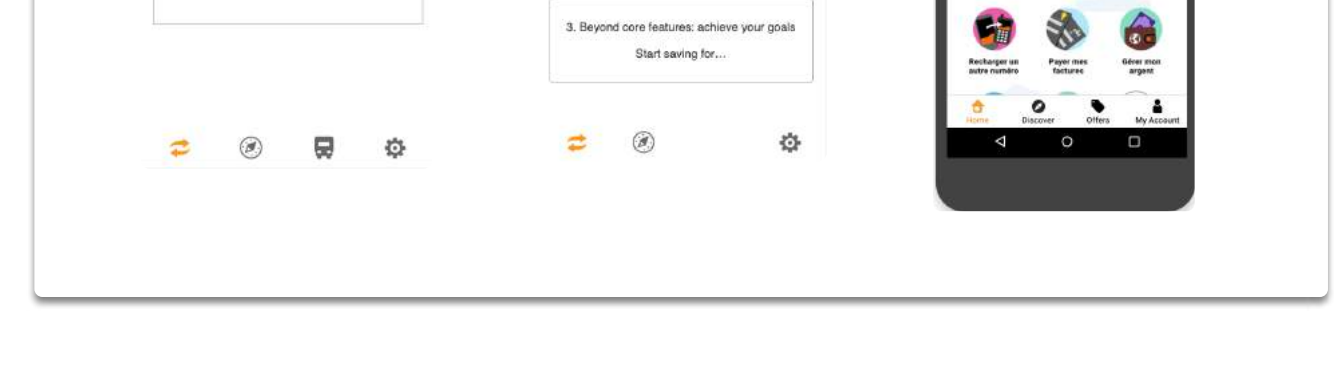 3. Beyond core features: achieve your goals
Start saving for...
Recharger un
autre numéro
Payer mes
factures
Gérer mon
argent
Home
Discover
Offers
My Account